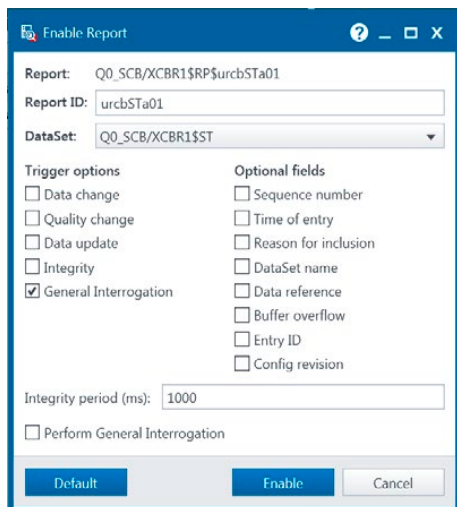 Enable Report
Report: Q0_SCB/XCBR1$RP$urcbSTa01
Report ID: urcbSTa01
DataSet: Q0_SCB/XCBR1$ST
Trigger options
Data change
Quality change
Data update
Integrity
General Interrogation
Optional fields
Sequence number
Time of entry
Reason for inclusion
DataSet name
Data reference
Buffer overflow
Entry ID
Config revision
Integrity period (ms): 1000
Perform General Interrogation
Default Enable Cancel